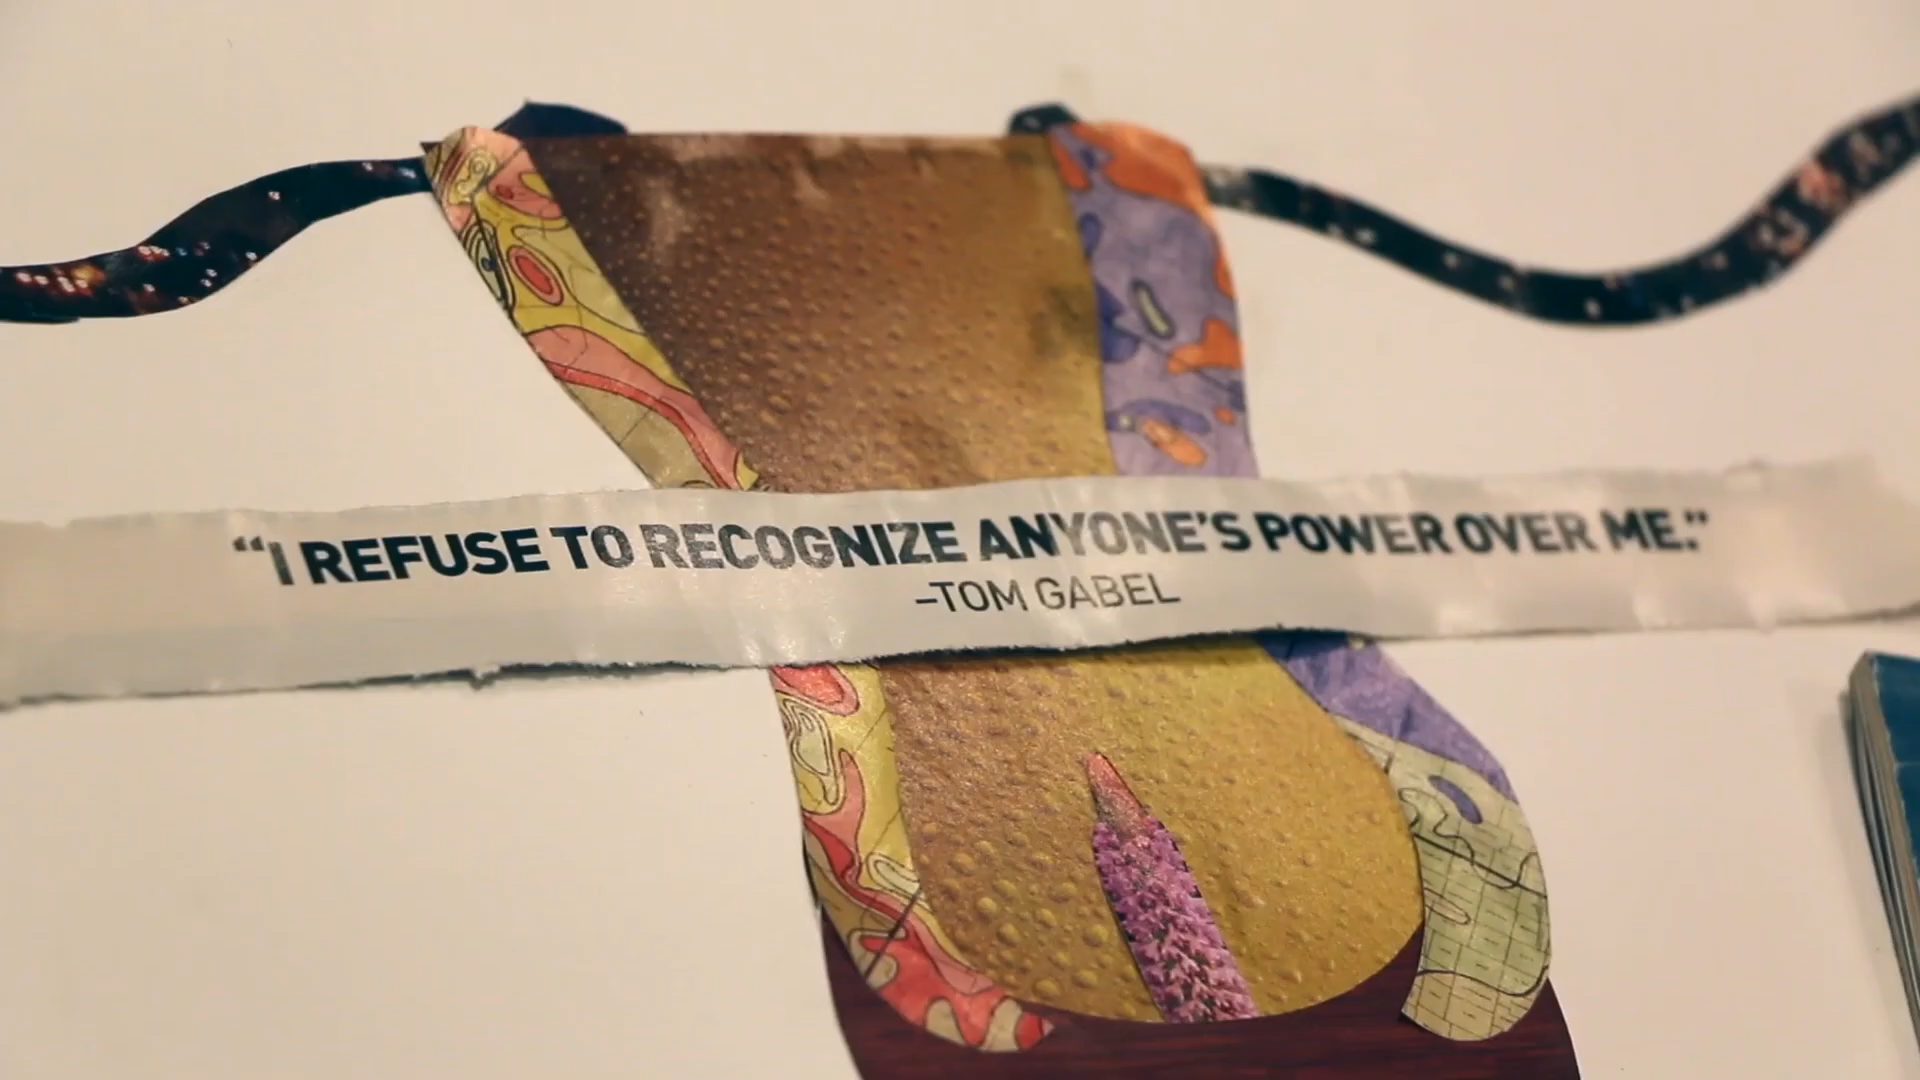 “I REFUSE TO RECOGNIZE ANYONE’S POWER OVER ME.”
–TOM GABEL